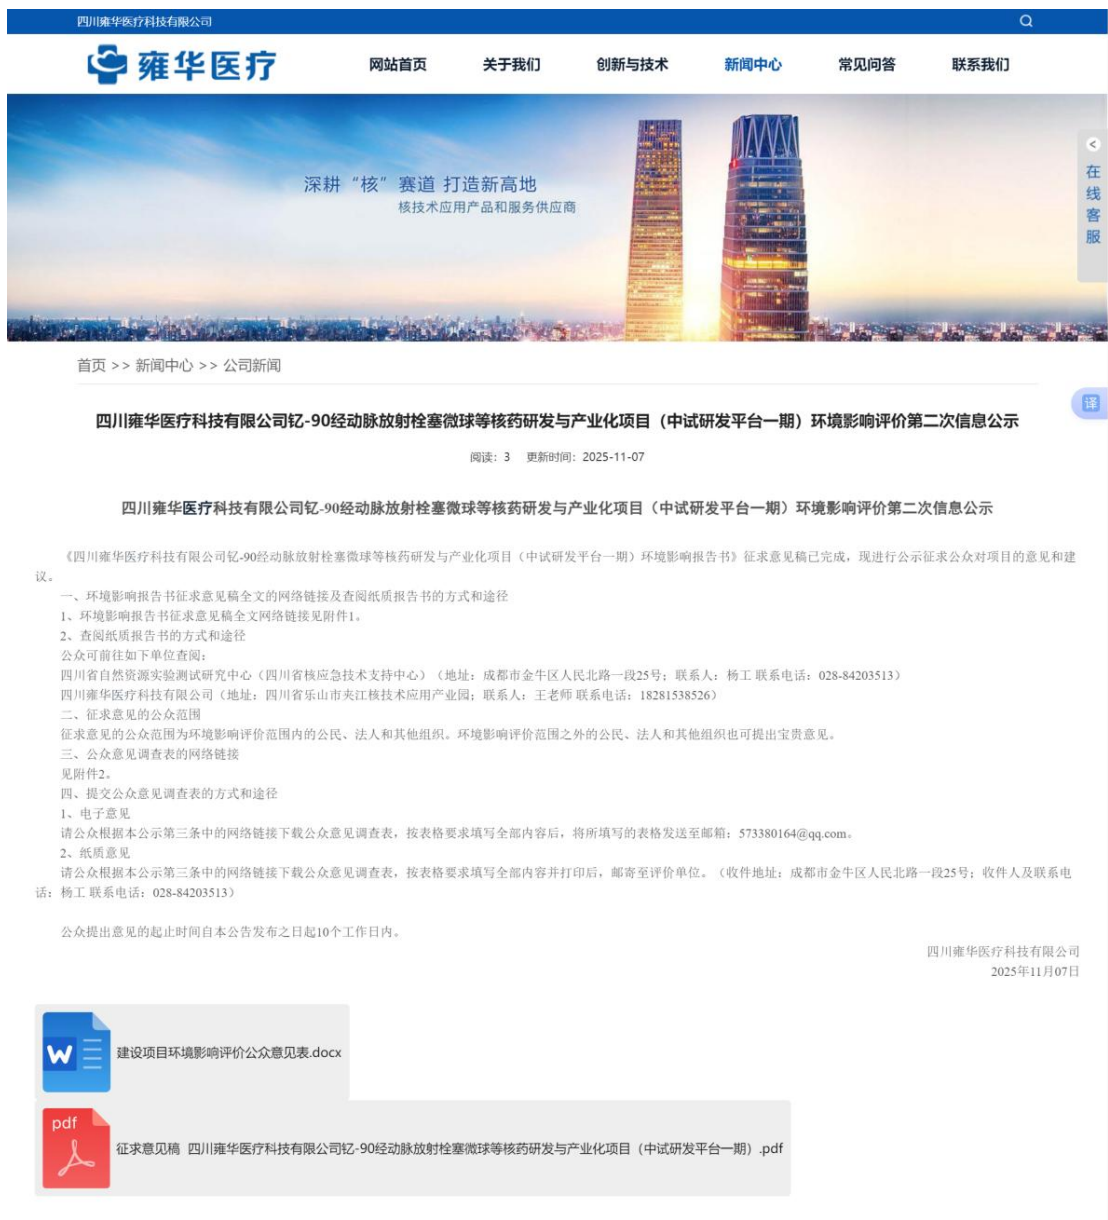 四川雍华医疗科技有限公司
雍华医疗
网站首页 关于我们 创新与技术 新闻中心 常见问答 联系我们
深耕“核”赛道 打造新高地
核技术应用产品和服务供应商
在线客服
首页 >> 新闻中心 >> 公司新闻
译
四川雍华医疗科技有限公司钇-90经动脉放射栓塞微球等核药研发与产业化项目（中试研发平台一期）环境影响评价第二次信息公示
阅读：3 更新时间：2025-11-07
四川雍华医疗科技有限公司钇-90经动脉放射栓塞微球等核药研发与产业化项目（中试研发平台一期）环境影响评价第二次信息公示
《四川雍华医疗科技有限公司钇-90经动脉放射栓塞微球等核药研发与产业化项目（中试研发平台一期）环境影响报告书》征求意见稿已完成，现进行公示征求公众对项目的意见和建
议。
一、环境影响报告书征求意见稿全文的网络链接及查阅纸质报告书的方式和途径
1、环境影响报告书征求意见稿全文网络链接见附件1。
2、查阅纸质报告书的方式和途径
公众可前往如下单位查阅：
四川省自然资源实验测试研究中心（四川省核应急技术支持中心）（地址：成都市金牛区人民北路一段25号；联系人：杨工 联系电话：028-84203513）
四川雍华医疗科技有限公司（地址：四川省乐山市夹江核技术应用产业园；联系人：王老师 联系电话：18281538526）
二、征求意见的公众范围
征求意见的公众范围为环境影响评价范围内的公民、法人和其他组织。环境影响评价范围之外的公民、法人和其他组织也可提出宝贵意见。
三、公众意见调查表的网络链接
见附件2。
四、提交公众意见调查表的方式和途径
1、电子意见
请公众根据本公示第三条中的网络链接下载公众意见调查表，按表格要求填写全部内容后，将所填写的表格发送至邮箱：573380164@qq.com。
2、纸质意见
请公众根据本公示第三条中的网络链接下载公众意见调查表，按表格要求填写全部内容并打印后，邮寄至评价单位。（收件地址：成都市金牛区人民北路一段25号；收件人及联系电
话：杨工 联系电话：028-84203513）
公众提出意见的起止时间自本公告发布之日起10个工作日内。
四川雍华医疗科技有限公司
2025年11月07日
W
建设项目环境影响评价公众意见表.docx
pdf
征求意见稿 四川雍华医疗科技有限公司钇-90经动脉放射栓塞微球等核药研发与产业化项目（中试研发平台一期）.pdf